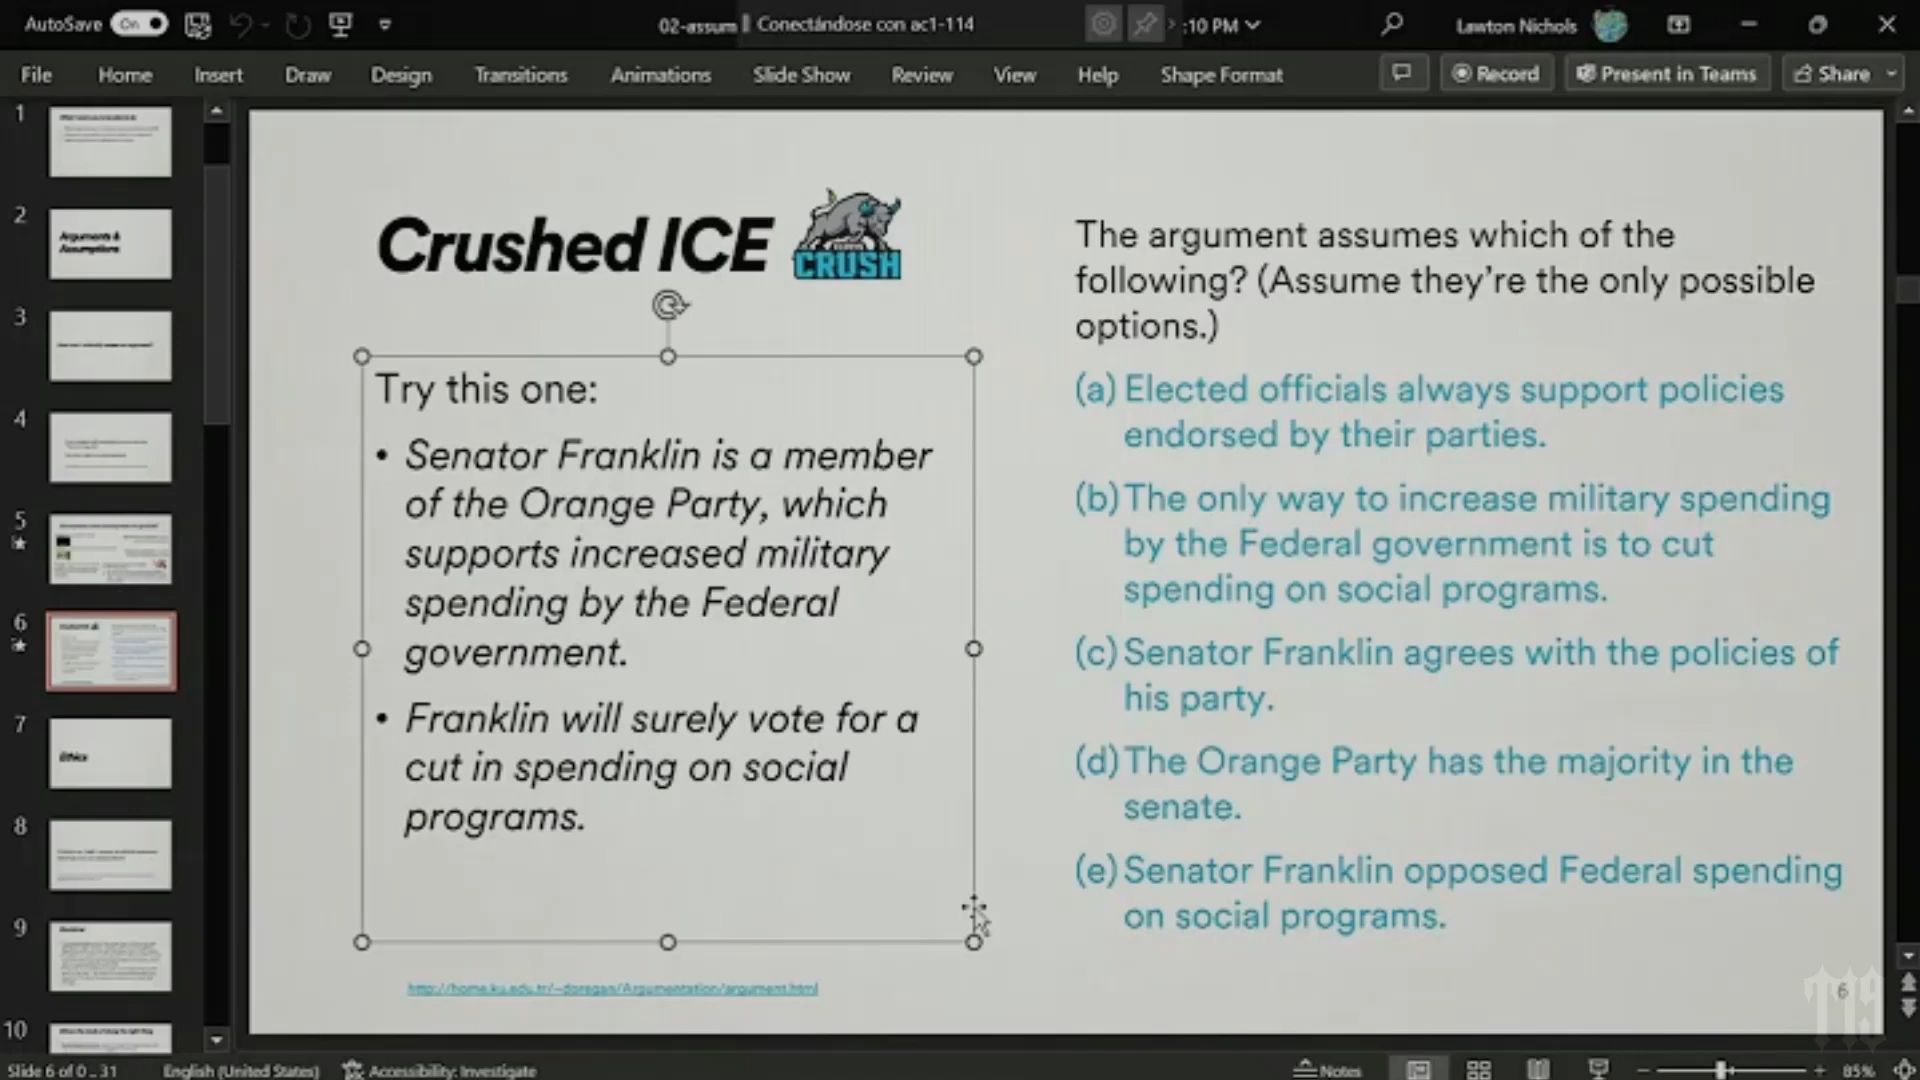 AutoSave On
02-assum
Conectándose con ac1-114
:10 PM
Lawton Nichols
File Home Insert Draw Design Transitions Animations Slide Show Review View Help Shape Format
Record
Present in Teams
Share
1
2
Arguments &
Assumptions
3
4
5
6
7
Ethics
8
9
10
Crushed ICE
CRUSH
Try this one:
• Senator Franklin is a member
of the Orange Party, which
supports increased military
spending by the Federal
government.
• Franklin will surely vote for a
cut in spending on social
programs.
http://home.ku.edu.tr/~doregan/Argumentation/argument.html
The argument assumes which of the
following? (Assume they’re the only possible
options.)
(a) Elected officials always support policies
endorsed by their parties.
(b) The only way to increase military spending
by the Federal government is to cut
spending on social programs.
(c) Senator Franklin agrees with the policies of
his party.
(d) The Orange Party has the majority in the
senate.
(e) Senator Franklin opposed Federal spending
on social programs.
6
Slide 6 of 0 .. 31
English (United States)
Accessibility: Investigate
Notes
85%